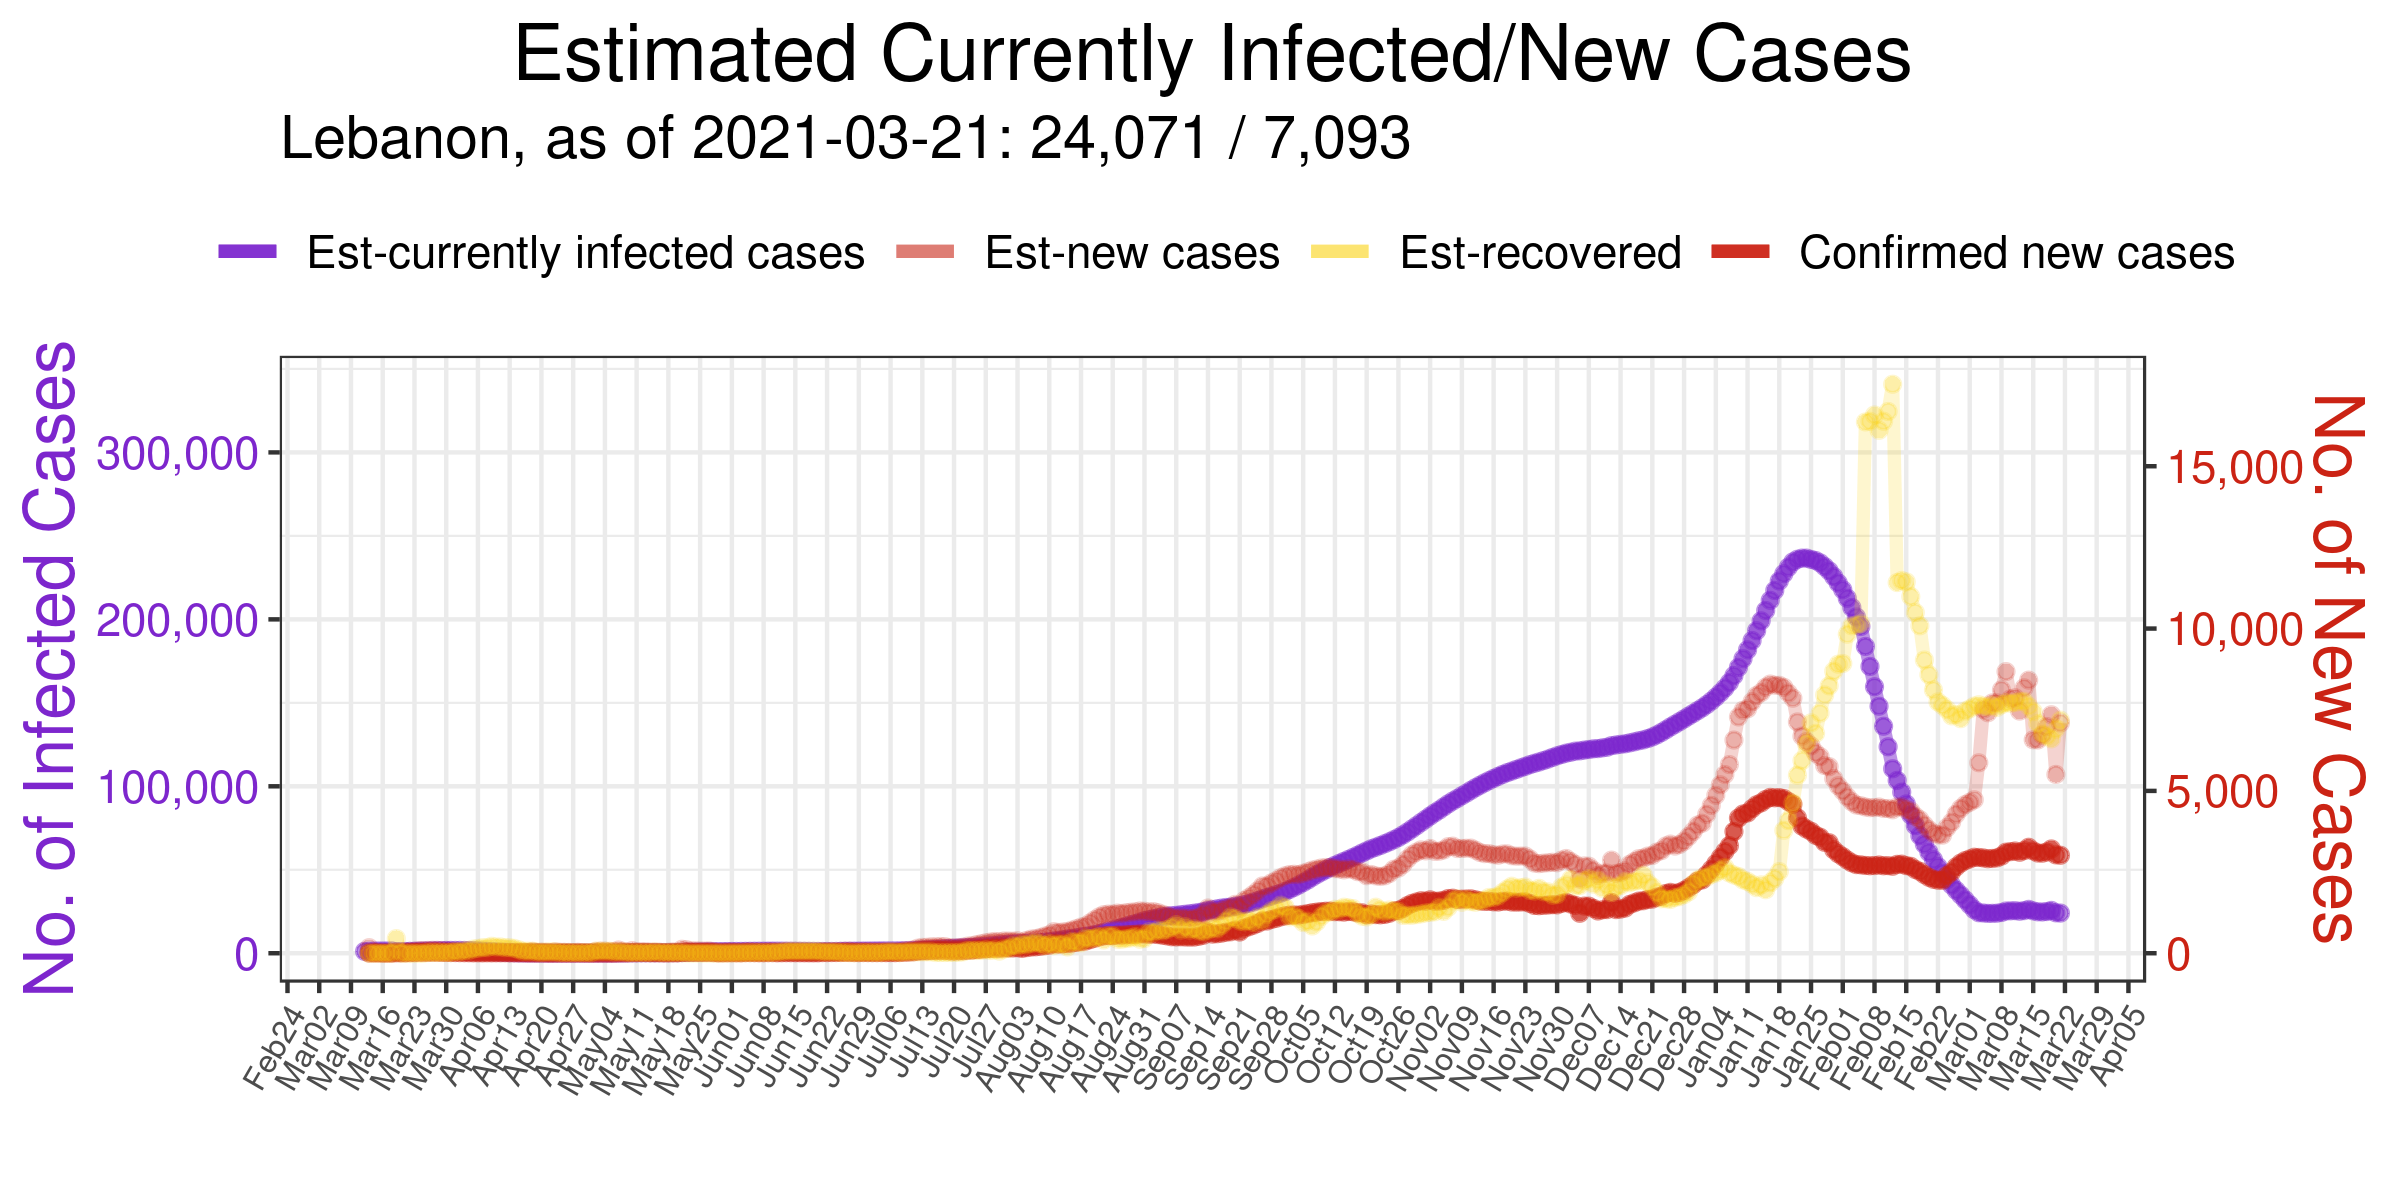 Estimated Currently Infected/New Cases
Lebanon, as of 2021-03-21: 24,071 / 7,093
Est-currently infected cases Est-new cases Est-recovered Confirmed new cases
No. of Infected Cases
300,000
200,000
100,000
0
15,000
10,000
5,000
0
No. of New Cases
Feb24 Mar02 Mar09 Mar16 Mar23 Mar30 Apr06 Apr13 Apr20 Apr27 May04 May11 May18 May25 Jun01 Jun08 Jun15 Jun22 Jun29 Jul06 Jul13 Jul20 Jul27 Aug03 Aug10 Aug17 Aug24 Aug31 Sep07 Sep14 Sep21 Sep28 Oct05 Oct12 Oct19 Oct26 Nov02 Nov09 Nov16 Nov23 Nov30 Dec07 Dec14 Dec21 Dec28 Jan04 Jan11 Jan18 Jan25 Feb01 Feb08 Feb15 Feb22 Mar01 Mar08 Mar15 Mar22 Mar29 Apr05